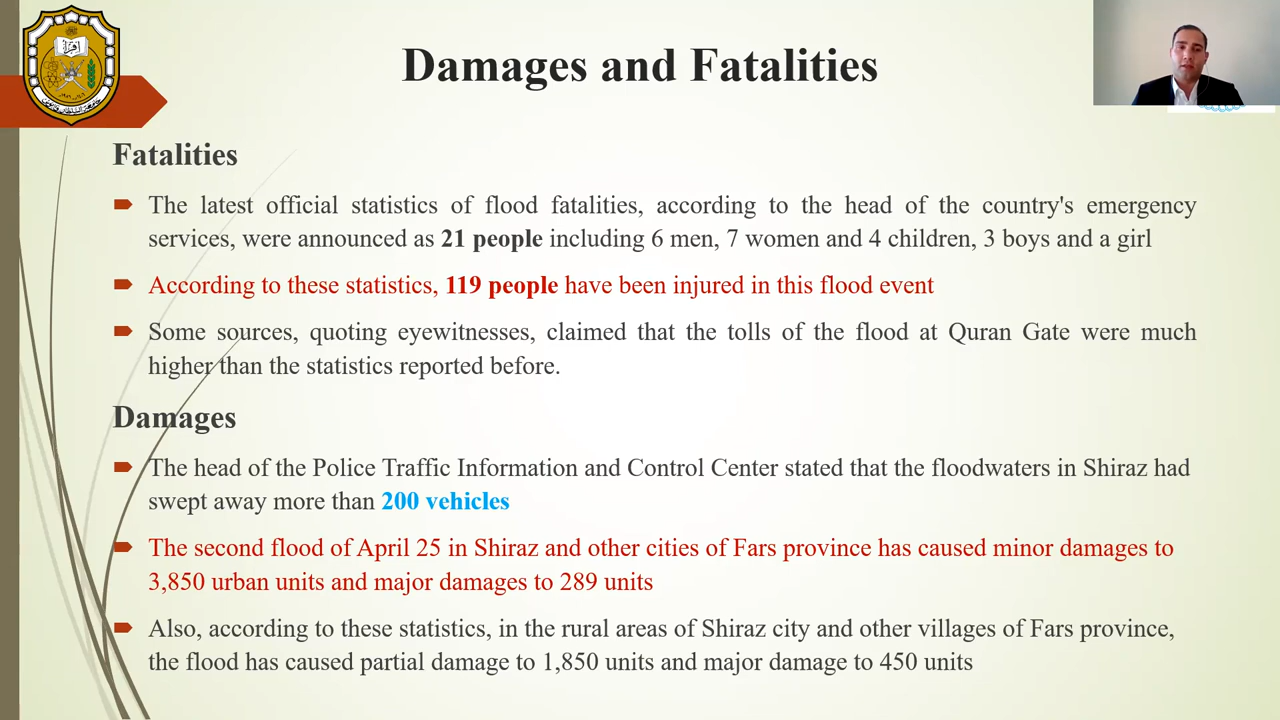 Damages and Fatalities
Fatalities
The latest official statistics of flood fatalities, according to the head of the country's emergency
services, were announced as 21 people including 6 men, 7 women and 4 children, 3 boys and a girl
According to these statistics, 119 people have been injured in this flood event
Some sources, quoting eyewitnesses, claimed that the tolls of the flood at Quran Gate were much
higher than the statistics reported before.
Damages
The head of the Police Traffic Information and Control Center stated that the floodwaters in Shiraz had
swept away more than 200 vehicles
The second flood of April 25 in Shiraz and other cities of Fars province has caused minor damages to
3,850 urban units and major damages to 289 units
Also, according to these statistics, in the rural areas of Shiraz city and other villages of Fars province,
the flood has caused partial damage to 1,850 units and major damage to 450 units